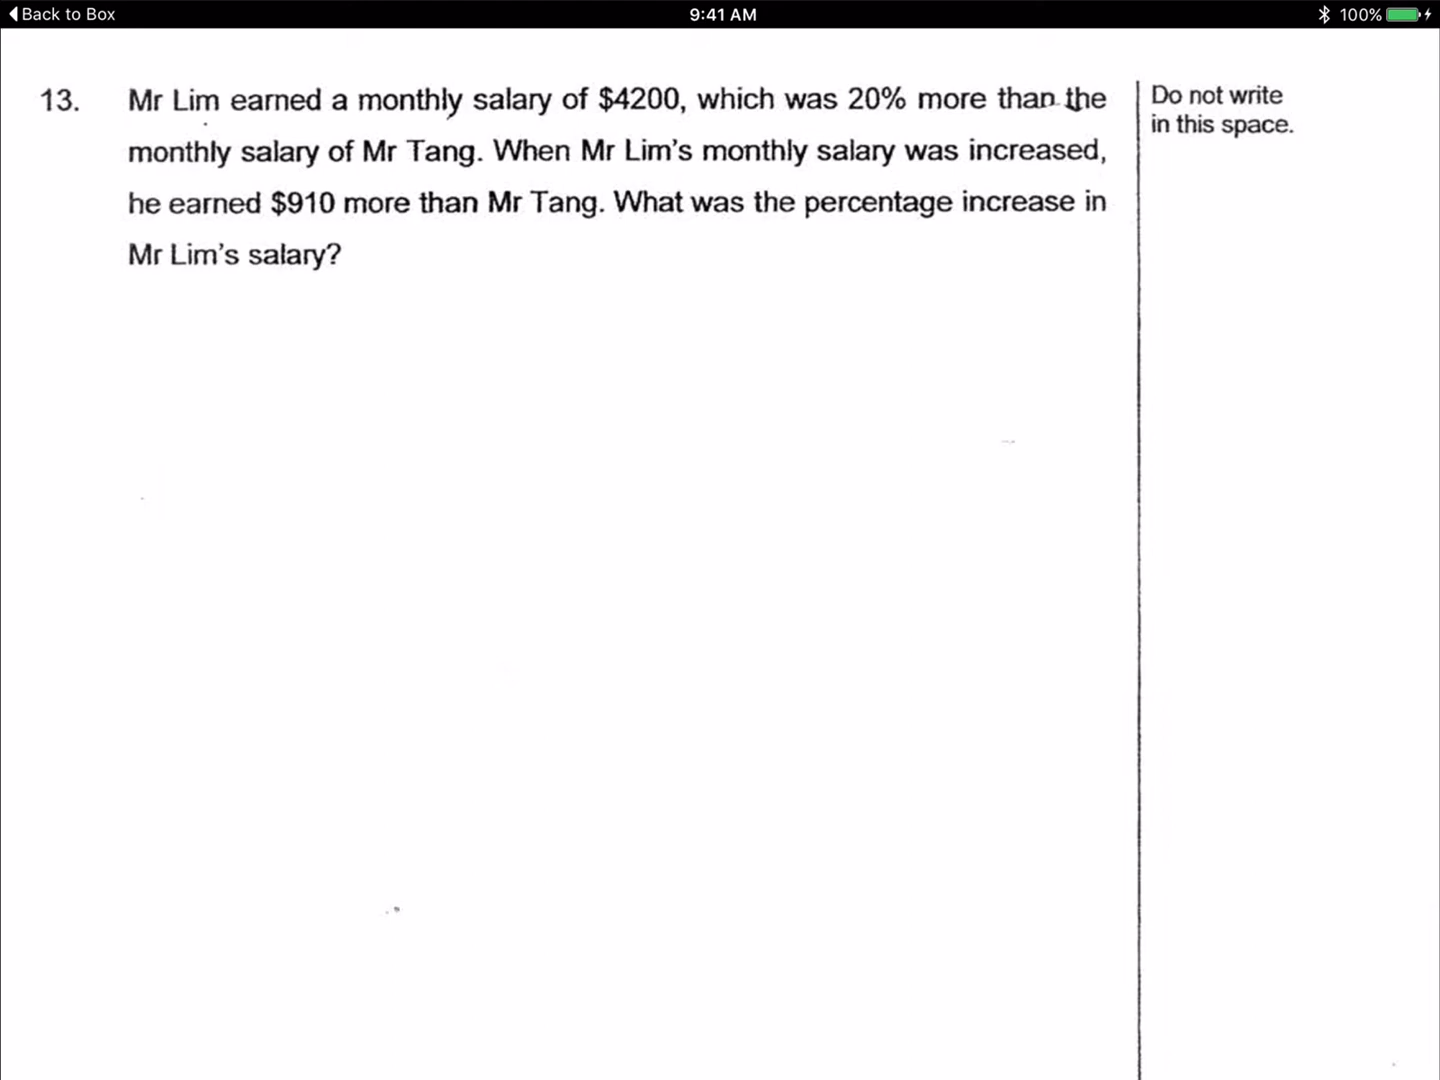 Back to Box
9:41 AM
100%
13. Mr Lim earned a monthly salary of $4200, which was 20% more than the
monthly salary of Mr Tang. When Mr Lim's monthly salary was increased,
he earned $910 more than Mr Tang. What was the percentage increase in
Mr Lim's salary?
Do not write
in this space.